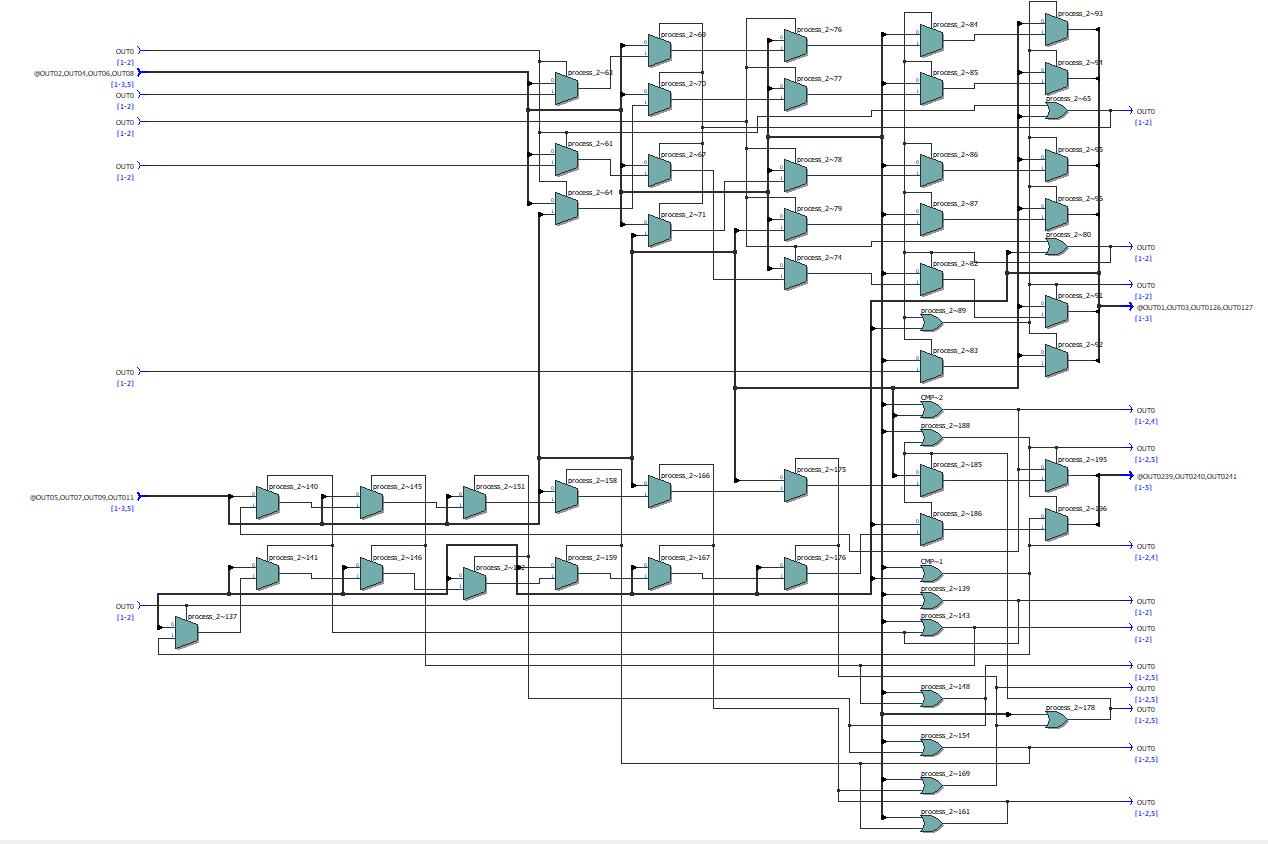 OUT0
[1-2]
@OUT02,OUT04,OUT06,OUT08
[1-3,5]
OUT0
[1-2]
OUT0
[1-2]
OUT0
[1-2]
OUT0
[1-2]
@OUT05,OUT07,OUT09,OUT011
[1-3,5]
OUT0
[1-2]
process_2~137
process_2~140
process_2~141
process_2~145
process_2~146
process_2~151
process_2~63
process_2~61
process_2~64
process_2~158
process_2~159
process_2~69
process_2~70
process_2~67
process_2~71
process_2~166
process_2~167
process_2~76
process_2~77
process_2~78
process_2~79
process_2~74
process_2~175
process_2~176
process_2~84
process_2~85
process_2~86
process_2~87
process_2~82
process_2~89
process_2~83
CMP~2
process_2~188
process_2~185
process_2~186
CMP~1
process_2~139
process_2~143
process_2~148
process_2~154
process_2~169
process_2~161
process_2~93
process_2~94
process_2~65
process_2~95
process_2~96
process_2~80
process_2~91
process_2~92
process_2~195
process_2~196
process_2~178
OUT0
[1-2]
OUT0
[1-2]
OUT0
[1-2]
@OUT01,OUT03,OUT0126,OUT0127
[1-3]
OUT0
[1-2,4]
OUT0
[1-2,5]
@OUT0239,OUT0240,OUT0241
[1-5]
OUT0
[1-2,4]
OUT0
[1-2]
OUT0
[1-2]
OUT0
[1-2,5]
OUT0
[1-2,5]
OUT0
[1-2,5]
OUT0
[1-2,5]
OUT0
[1-2,5]